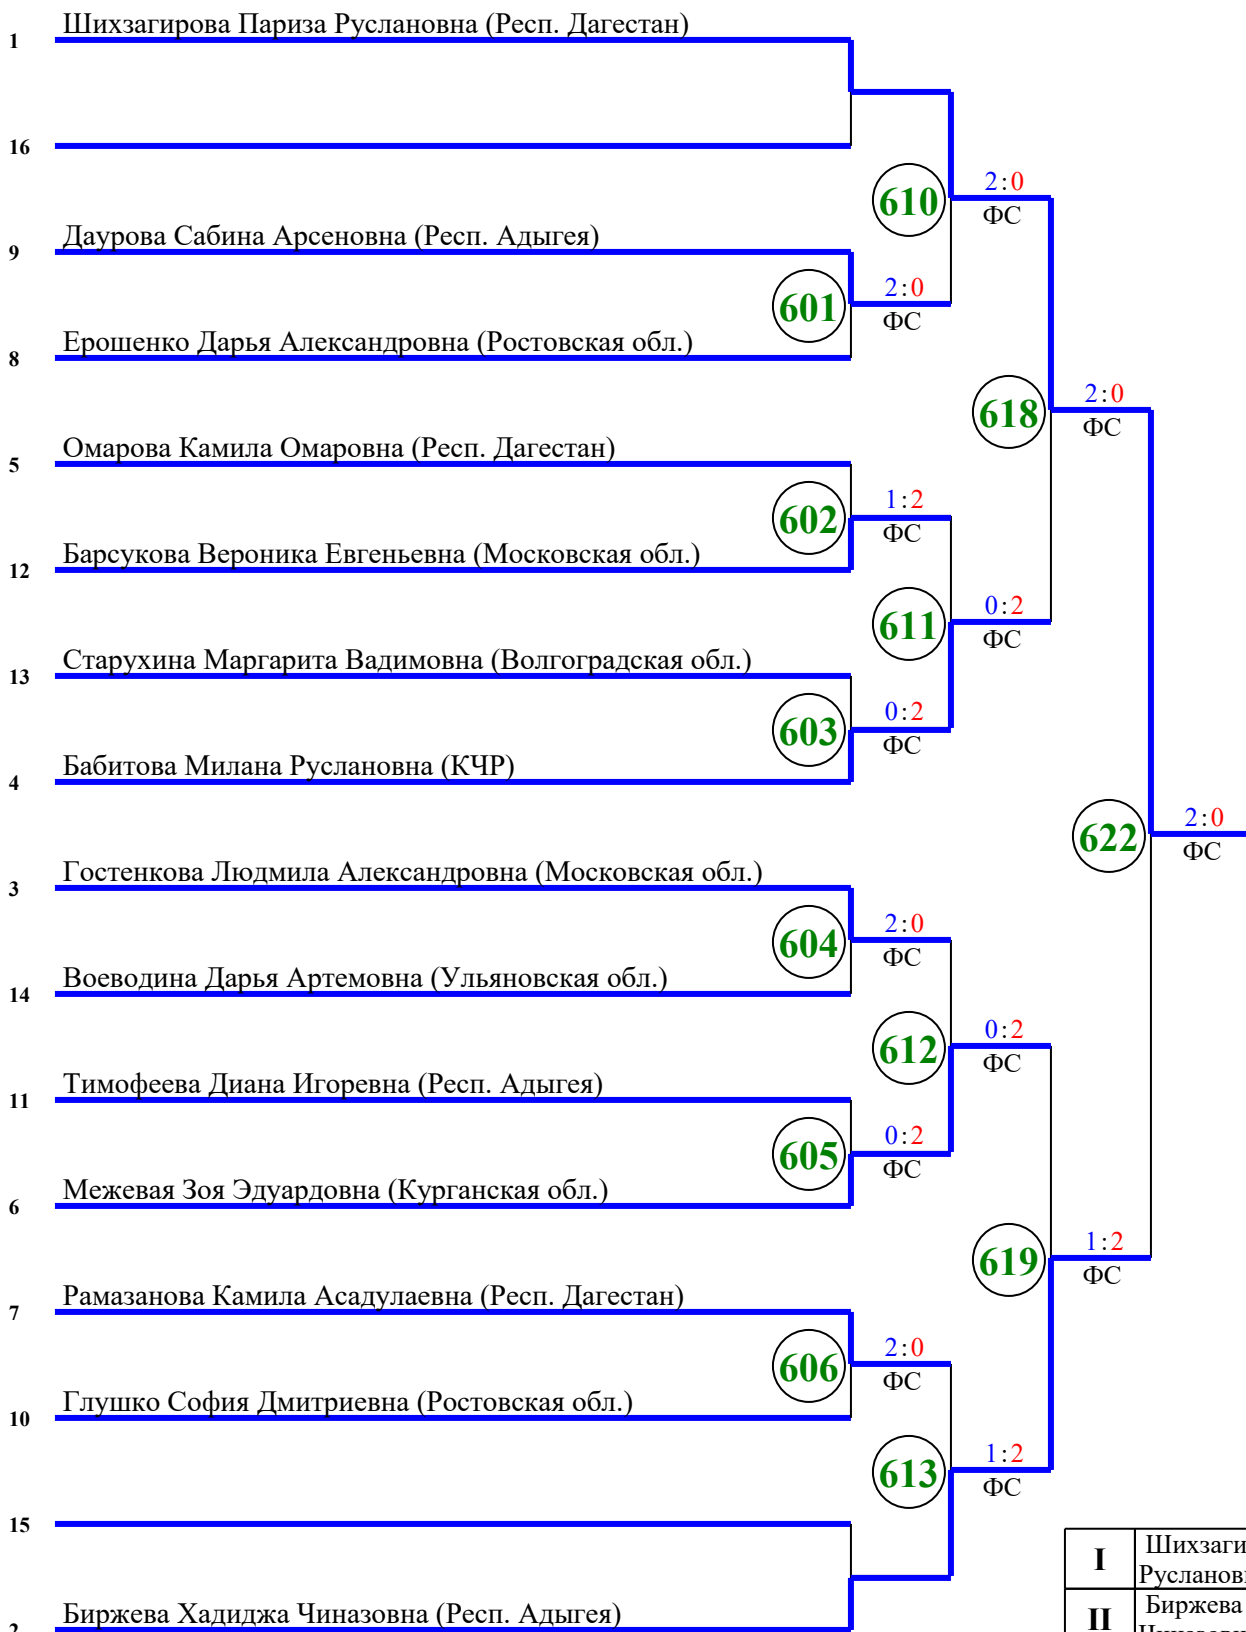 Шихзагирова Париза Руслановна (Респ. Дагестан)
1
16
610
2:0
ФС
Даурова Сабина Арсеновна (Респ. Адыгея)
9
601
2:0
ФС
Ерошенко Дарья Александровна (Ростовская обл.)
8
618
2:0
ФС
Омарова Камила Омаровна (Респ. Дагестан)
5
602
1:2
ФС
Барсукова Вероника Евгеньевна (Московская обл.)
12
611
0:2
ФС
Старухина Маргарита Вадимовна (Волгоградская обл.)
13
603
0:2
ФС
Бабитова Милана Руслановна (КЧР)
4
622
2:0
ФС
Гостенкова Людмила Александровна (Московская обл.)
3
604
2:0
ФС
Воеводина Дарья Артемовна (Ульяновская обл.)
14
612
0:2
ФС
Тимофеева Диана Игоревна (Респ. Адыгея)
11
605
0:2
ФС
Межевая Зоя Эдуардовна (Курганская обл.)
6
619
1:2
ФС
Рамазанова Камила Асадулаевна (Респ. Дагестан)
7
606
2:0
ФС
Глушко София Дмитриевна (Ростовская обл.)
10
613
1:2
ФС
15
Биржева Хадиджа Чиназовна (Респ. Адыгея)
2
I
Шихзаги
Руслановн
II
Биржева